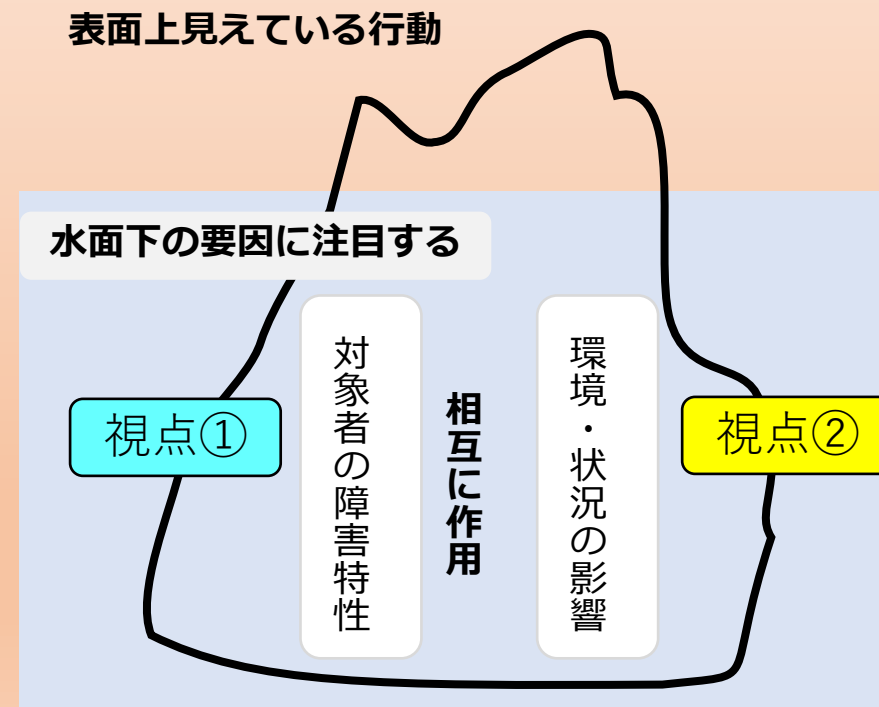 表面上見えている行動
水面下の要因に注目する
視点①
対象者の障害特性
相互に作用
環境・状況の影響
視点②